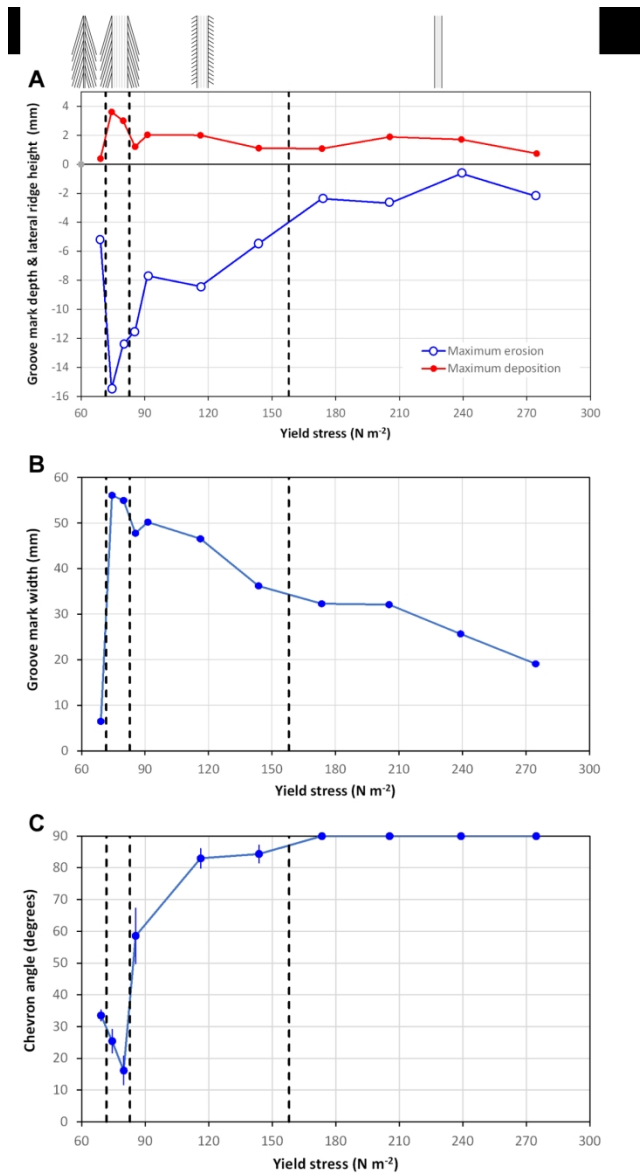 A
Groove mark depth & lateral ridge height (mm)
4
2
0
-2
-4
-6
-8
-10
-12
-14
-16
Maximum erosion
Maximum deposition
60 90 120 150 180 210 240 270 300
Yield stress (N m-2)
B
Groove mark width (mm)
60
50
40
30
20
10
0
60 90 120 150 180 210 240 270 300
Yield stress (N m-2)
C
Chevron angle (degrees)
90
80
70
60
50
40
30
20
10
0
60 90 120 150 180 210 240 270 300
Yield stress (N m-2)